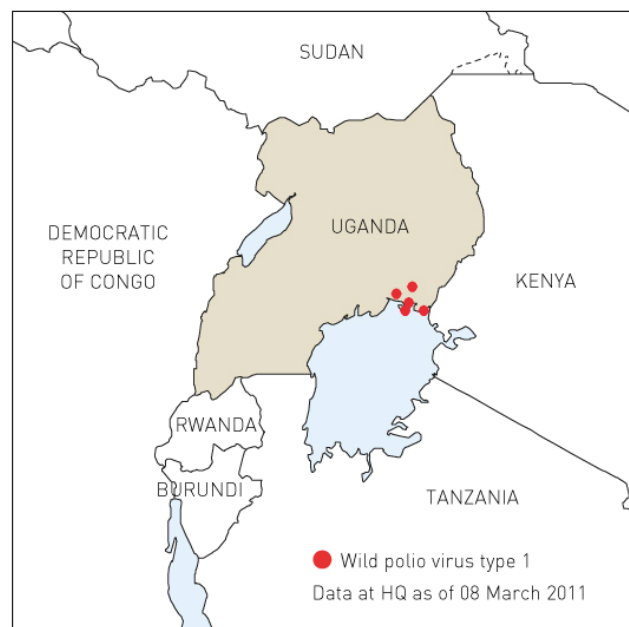 SUDAN
UGANDA
DEMOCRATIC
REPUBLIC
OF CONGO
KENYA
RWANDA
BURUNDI
TANZANIA
Wild polio virus type 1
Data at HQ as of 08 March 2011